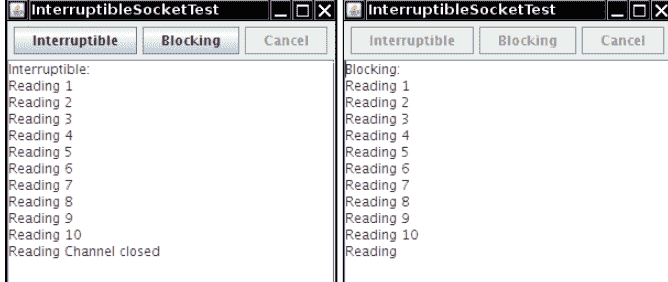 InterruptibleSocketTest
Interruptible Blocking Cancel
Interruptible:
Reading 1
Reading 2
Reading 3
Reading 4
Reading 5
Reading 6
Reading 7
Reading 8
Reading 9
Reading 10
Reading Channel closed
InterruptibleSocketTest
Interruptible Blocking Cancel
Blocking:
Reading 1
Reading 2
Reading 3
Reading 4
Reading 5
Reading 6
Reading 7
Reading 8
Reading 9
Reading 10
Reading